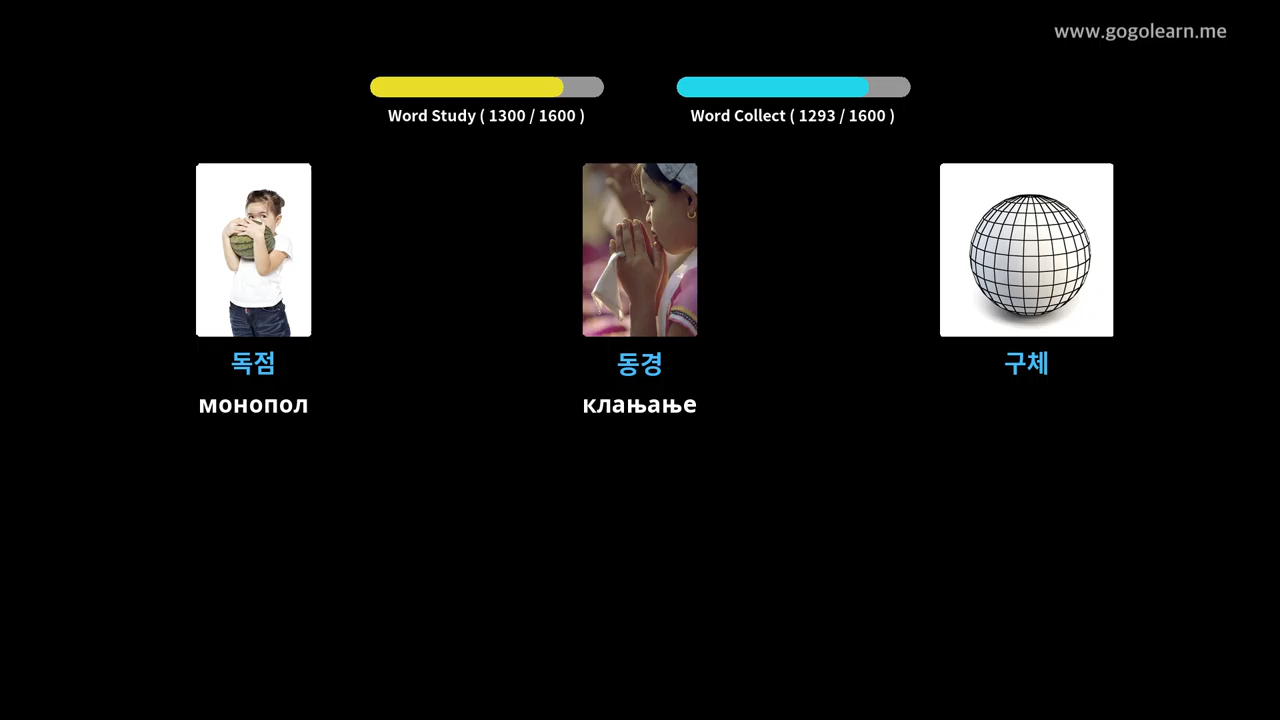 www.gogolearn.me
Word Study ( 1300 / 1600 )
Word Collect ( 1293 / 1600 )
독점
동경
구체
монопол
клањање